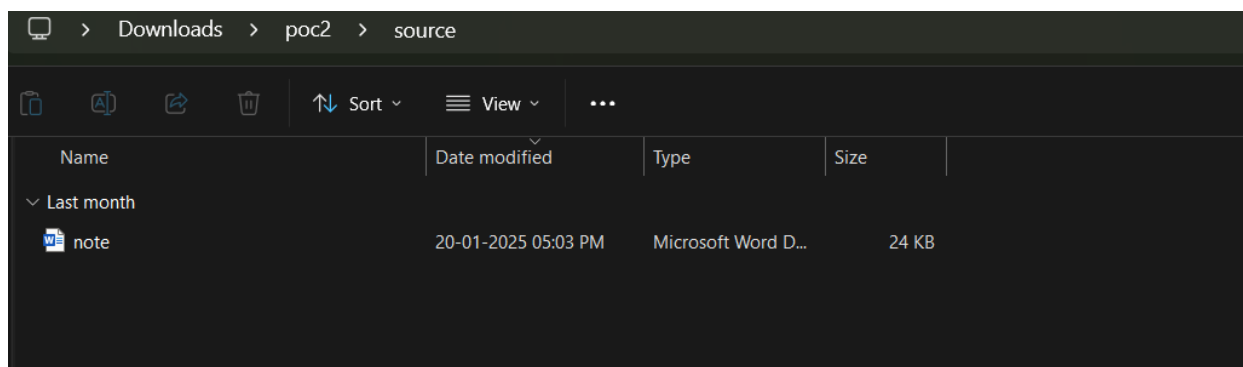 Downloads > poc2 > source
Sort View •••
Name Date modified Type Size
Last month
note 20-01-2025 05:03 PM Microsoft Word D... 24 KB